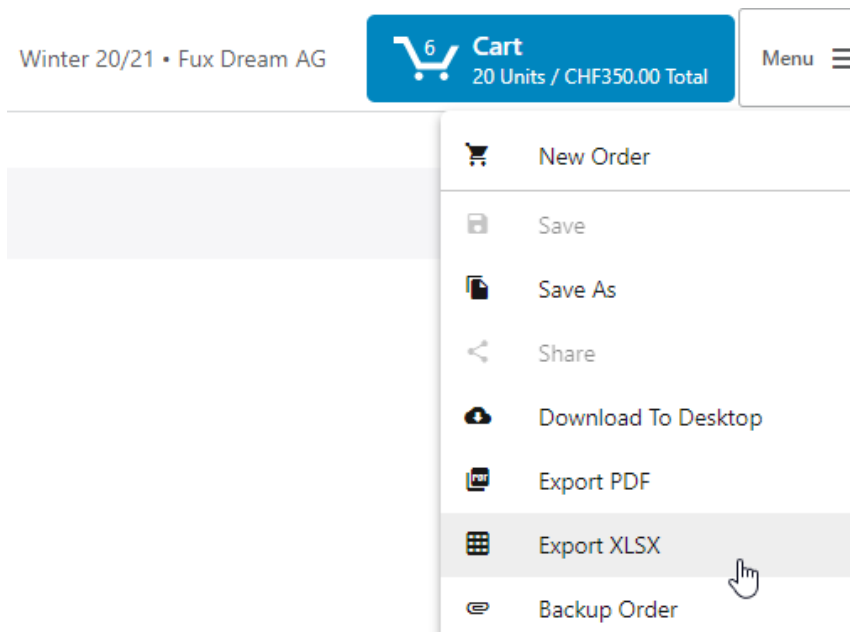 Winter 20/21 • Fux Dream AG
6
Cart
20 Units / CHF350.00 Total
Menu
New Order
Save
Save As
Share
Download To Desktop
PDF
Export PDF
Export XLSX
Backup Order